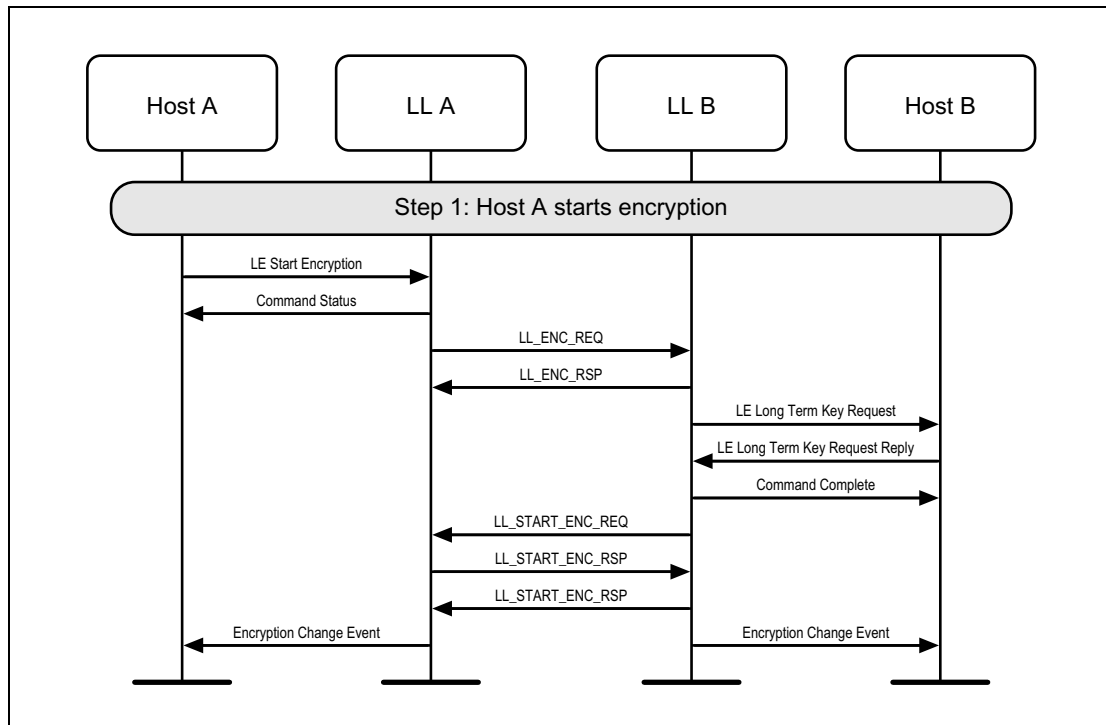 Host A
LL A
LL B
Host B
Step 1: Host A starts encryption
LE Start Encryption
Command Status
LL_ENC_REQ
LL_ENC_RSP
LE Long Term Key Request
LE Long Term Key Request Reply
Command Complete
LL_START_ENC_REQ
LL_START_ENC_RSP
LL_START_ENC_RSP
Encryption Change Event
Encryption Change Event